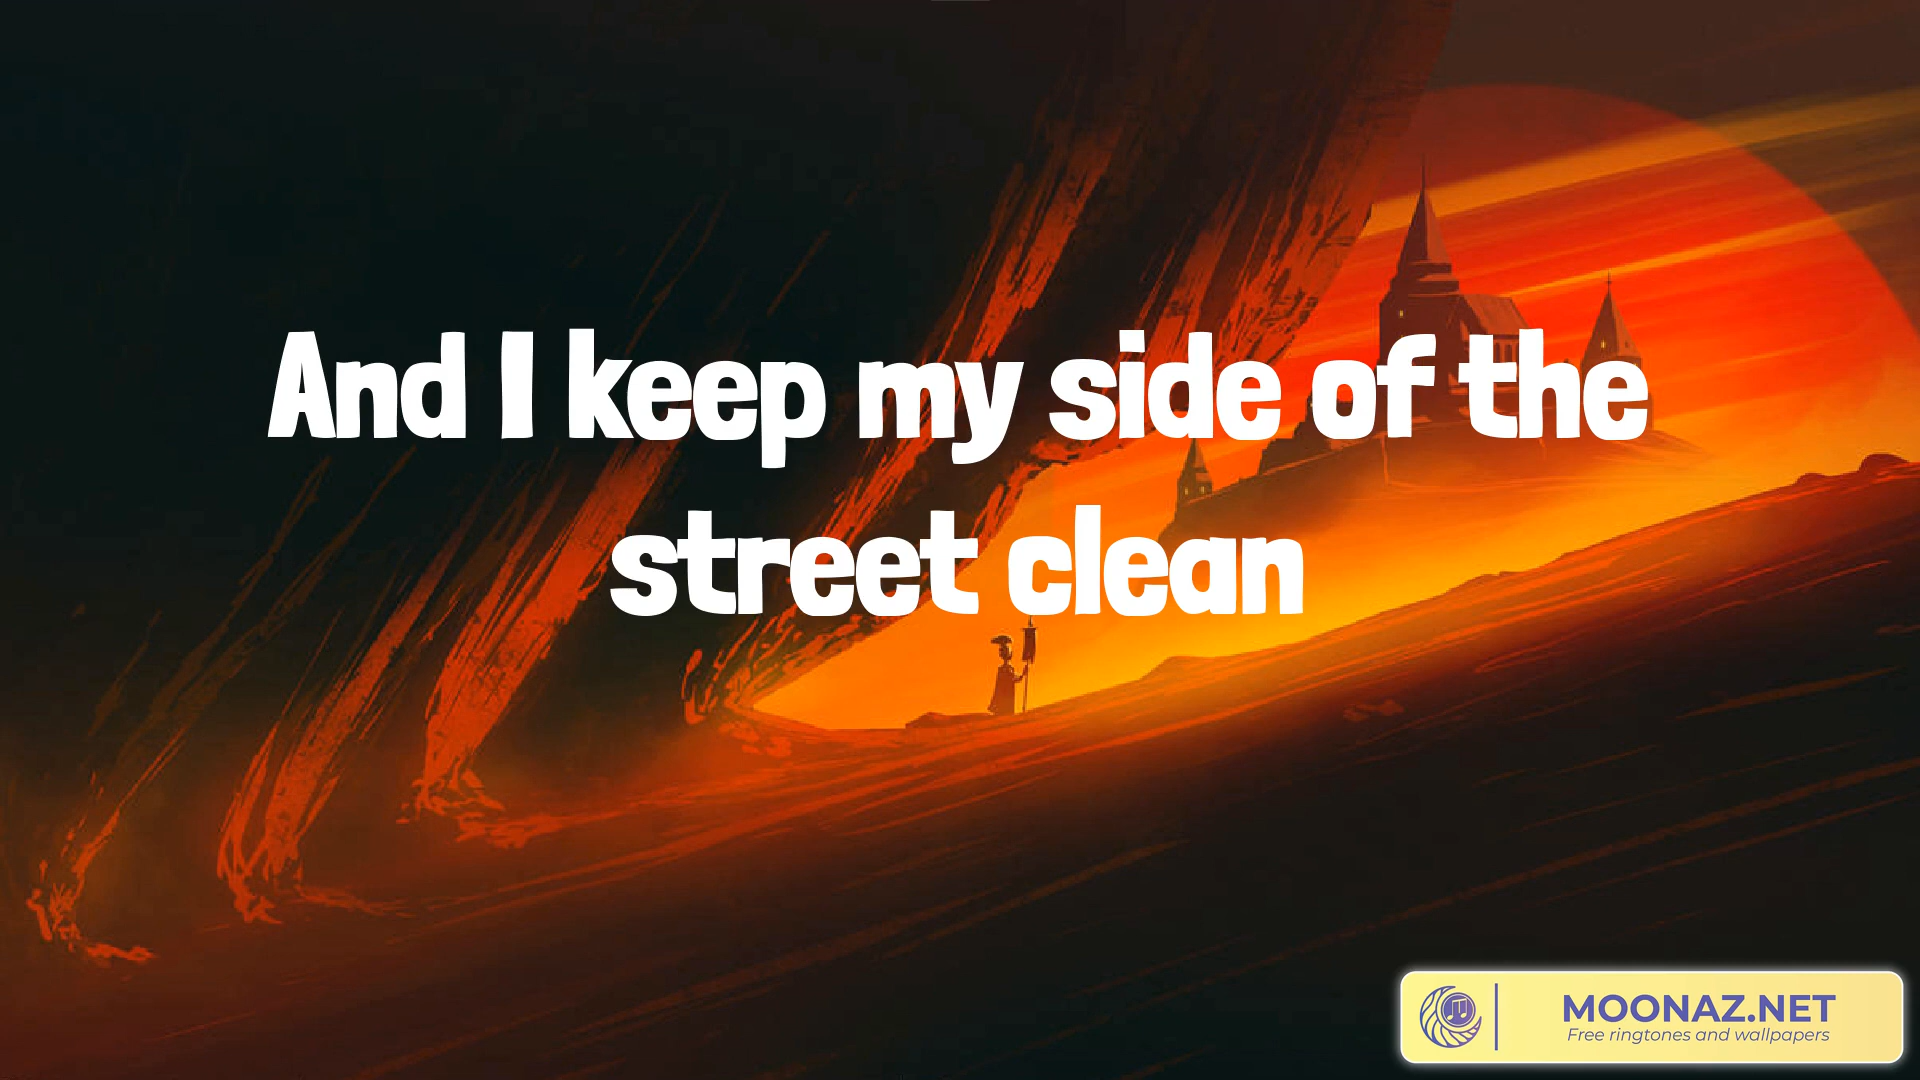 And I keep my side of the
street clean
MOONAZ.NET
Free ringtones and wallpapers